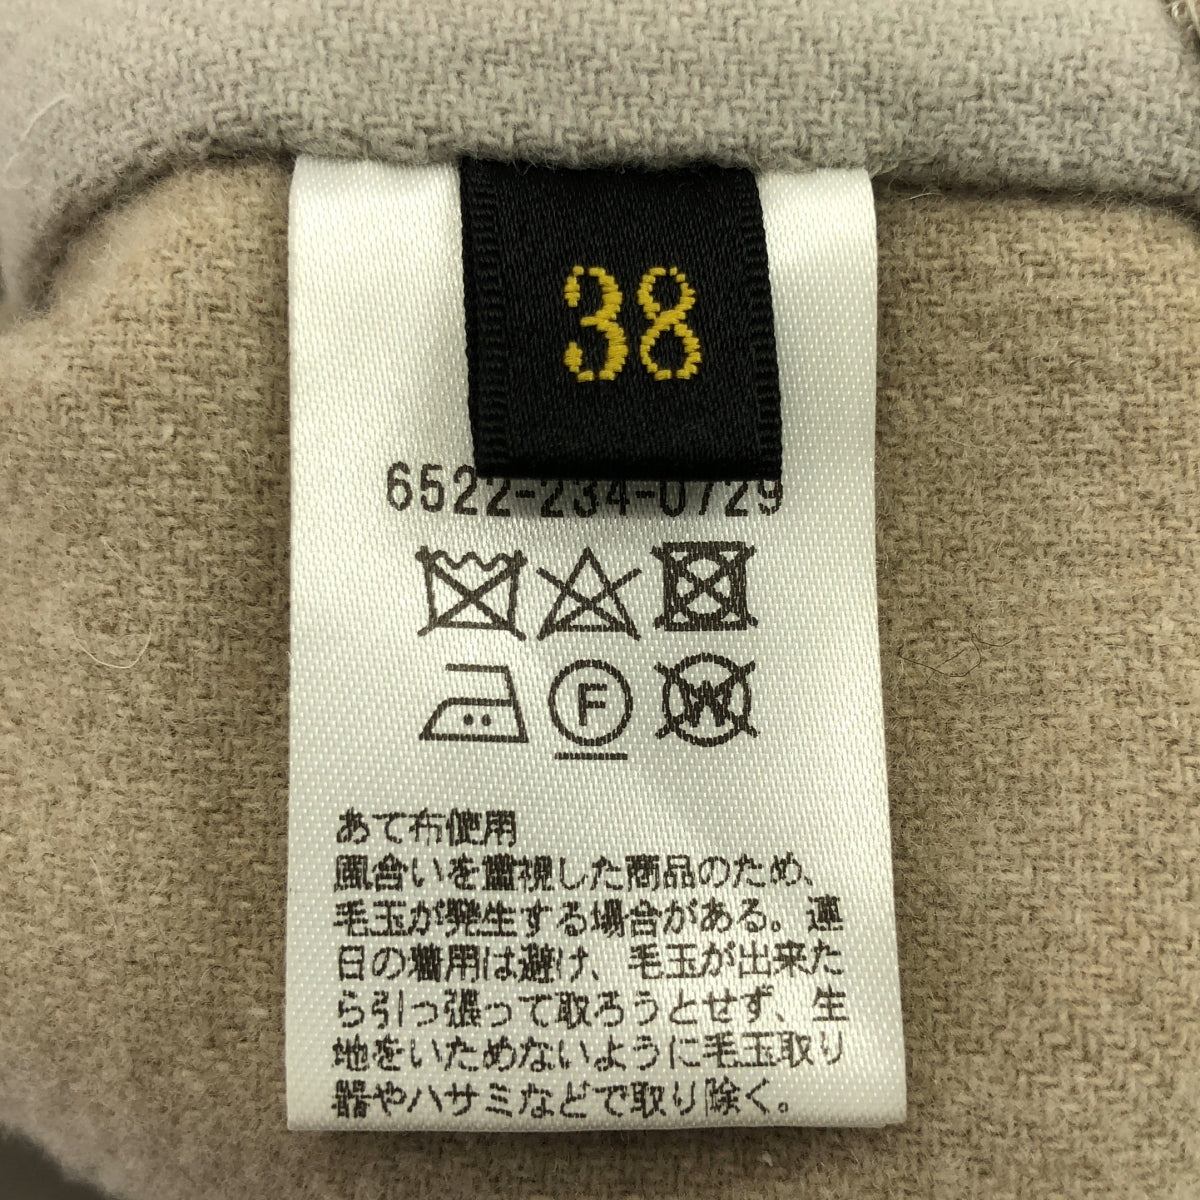 38
6522-234-0729
F
W
あて布使用
風合いを重視した商品のため、
毛玉が発生する場合がある。連
日の着用は避け、毛玉が出来た
ら引っ張って取ろうとせず、生
地をいためないように毛玉取り
器やハサミなどで取り除く。